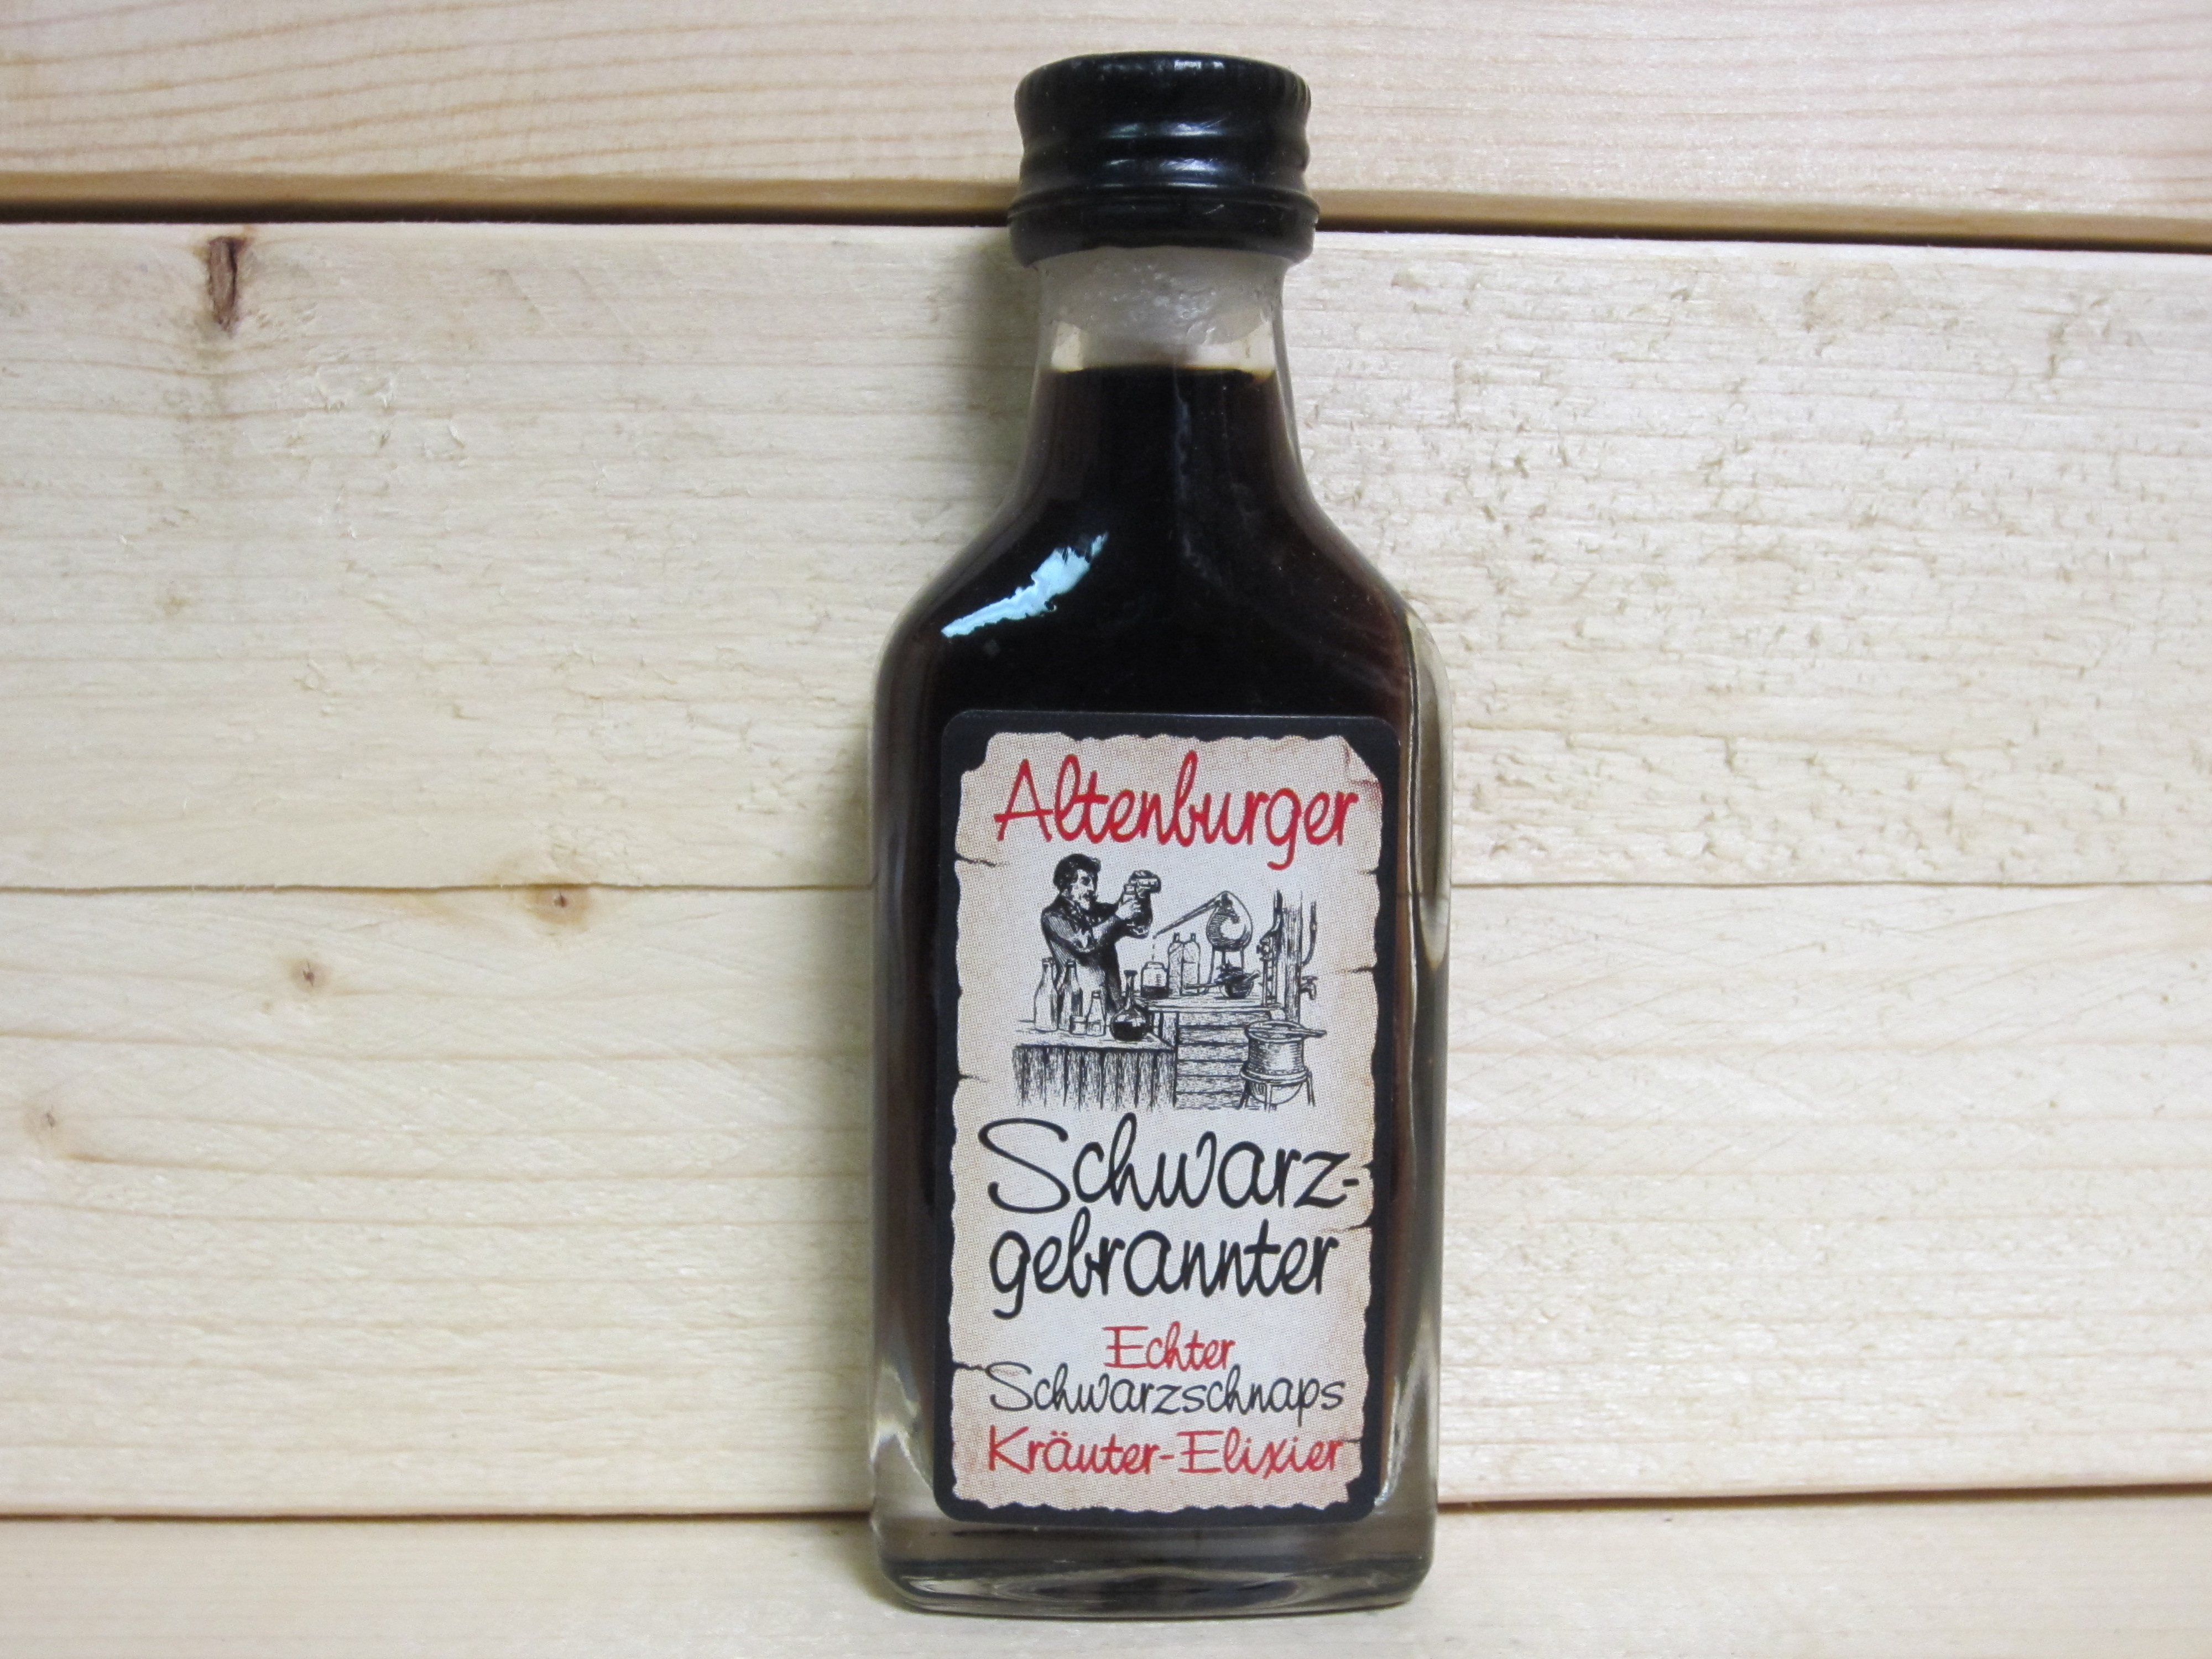 Altenburger
Schwarz-
gebrannter
Echter
Schwarzschnaps
Kräuter-Elixier